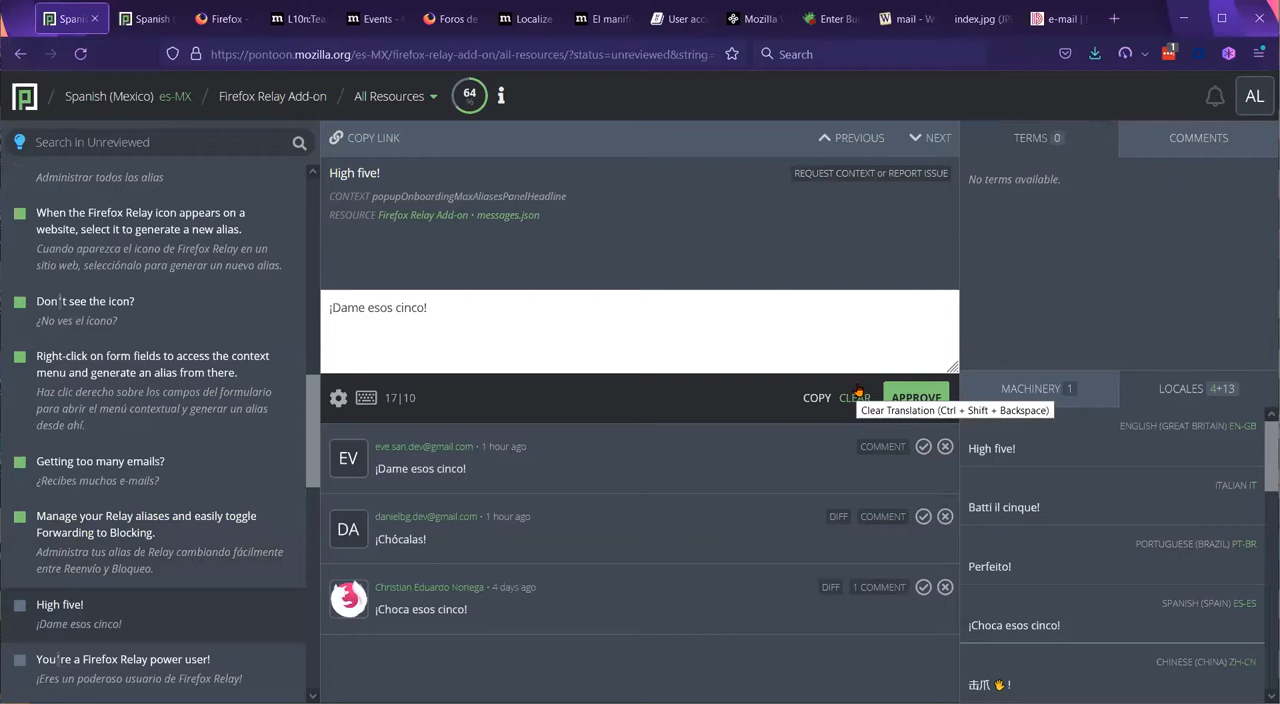 Spanis
Spanish (
Firefox -
L10n:Tea
Events -
Foros de
Localize
El manif
User acc
Mozilla \
Enter Bu
mail - W
index.jpg (JP
e-mail |
https://pontoon.mozilla.org/es-MX/firefox-relay-add-on/all-resources/?status=unreviewed&string=
Search
1
Spanish (Mexico) es-MX
Firefox Relay Add-on
All Resources
64 %
AL
Search in Unreviewed
Administrar todos las alias
When the Firefox Relay icon appears on a
website, select it to generate a new alias.
Cuando aparezca el icono de Firefox Relay en un
sitio web, selecciónalo para generar un nuevo alias.
Don't see the icon?
¿No ves el ícono?
Right-click on form fields to access the context
menu and generate an alias from there.
Haz clic derecho sobre los campos del formulario
para abrir el menú contextual y generar un alias
desde ahí.
Getting too many emails?
¿Recibes muchos e-mails?
Manage your Relay aliases and easily toggle
Forwarding to Blocking.
Administra tus alias de Relay cambiando fácilmente
entre Reenvío y Bloqueo.
High five!
¡Dame esos cinco!
You're a Firefox Relay power user!
¡Eres un poderoso usuario de Firefox Relay!
COPY LINK
PREVIOUS
NEXT
High five!
REQUEST CONTEXT or REPORT ISSUE
CONTEXT popupOnboardingMaxAliasesPanelHeadline
RESOURCE Firefox Relay Add-on • messages.json
¡Dame esos cinco!
17|10
COPY
CLEAR
APPROVE
Clear Translation (Ctrl + Shift + Backspace)
EV
eve.san.dev@gmail.com • 1 hour ago
COMMENT
¡Dame esos cinco!
DA
danielbg.dev@gmail.com • 1 hour ago
DIFF
COMMENT
¡Chócalas!
Christian Eduardo Noriega • 4 days ago
DIFF
1 COMMENT
¡Choca esos cinco!
TERMS 0
COMMENTS
No terms available.
MACHINERY 1
LOCALES 4+13
ENGLISH (GREAT BRITAIN) EN-GB
High five!
ITALIAN IT
Batti il cinque!
PORTUGUESE (BRAZIL) PT-BR
Perfeito!
SPANISH (SPAIN) ES-ES
¡Choca esos cinco!
CHINESE (CHINA) ZH-CN
击爪 👋！